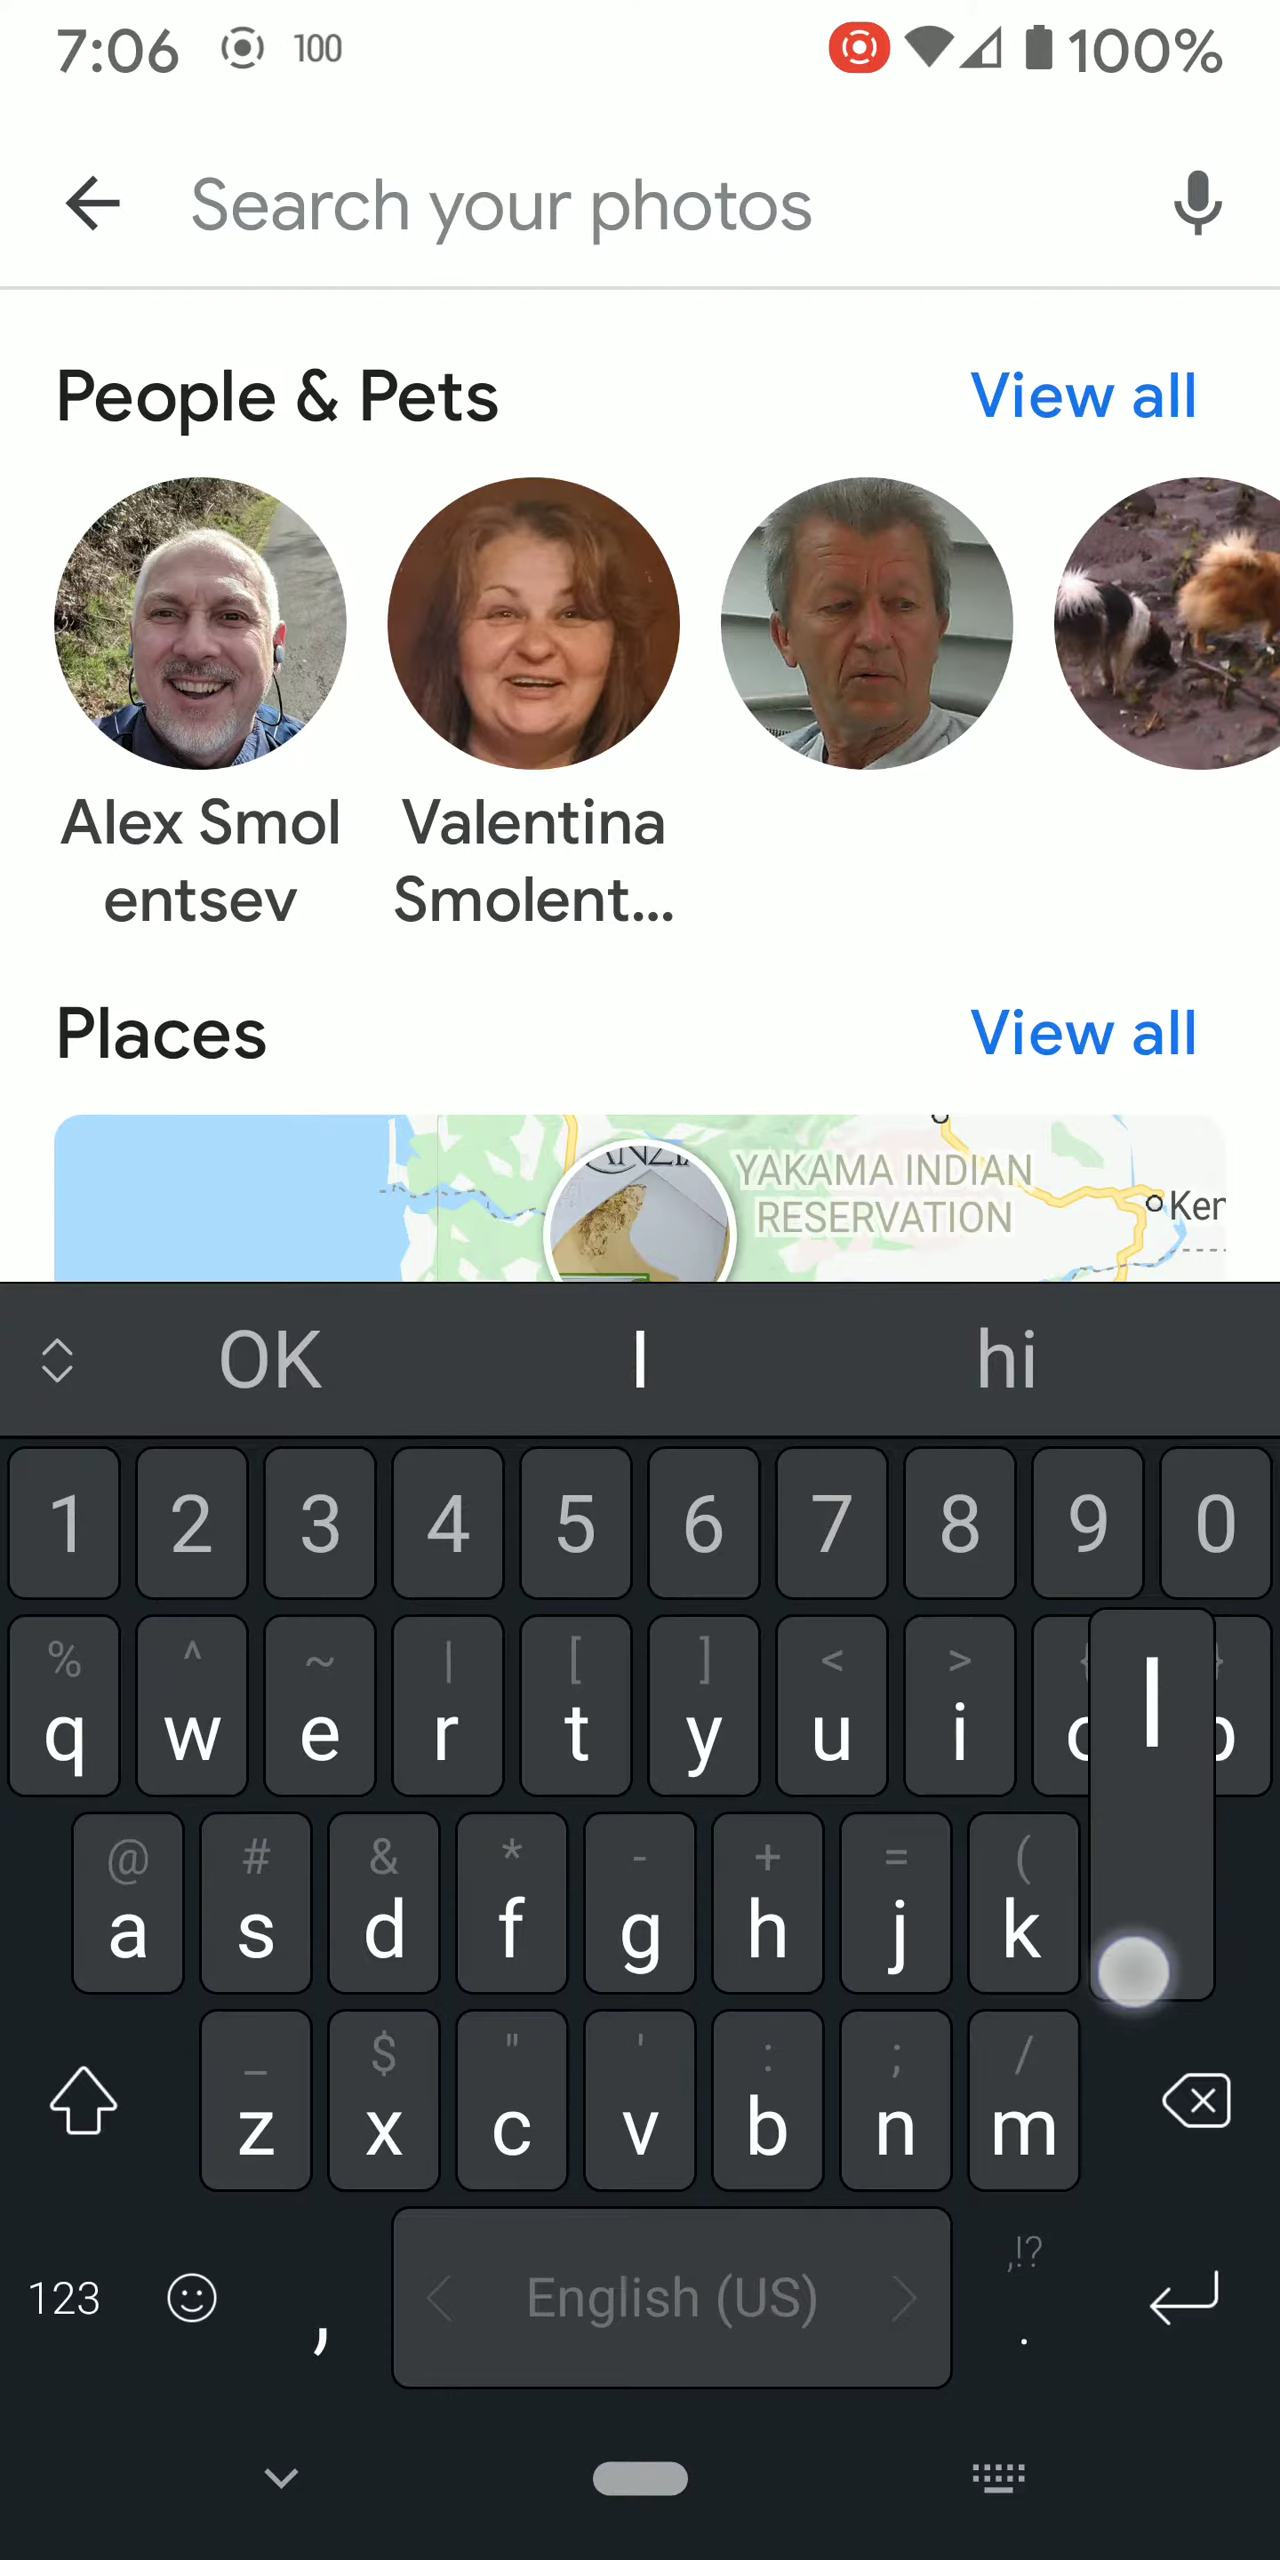 7:06 100 100%
Search your photos
People & Pets View all
Alex Smol
entsev
Valentina
Smolent...
Places View all
YAKAMA INDIAN
RESERVATION
Ker
OK I hi
1 2 3 4 5 6 7 8 9 0
% ^ ~ | [ ] < > { }
q w e r t y u i o p
l
@ # & * - + = (
a s d f g h j k
_ $ " ' : ; /
z x c v b n m
,!?
123 , English (US) .